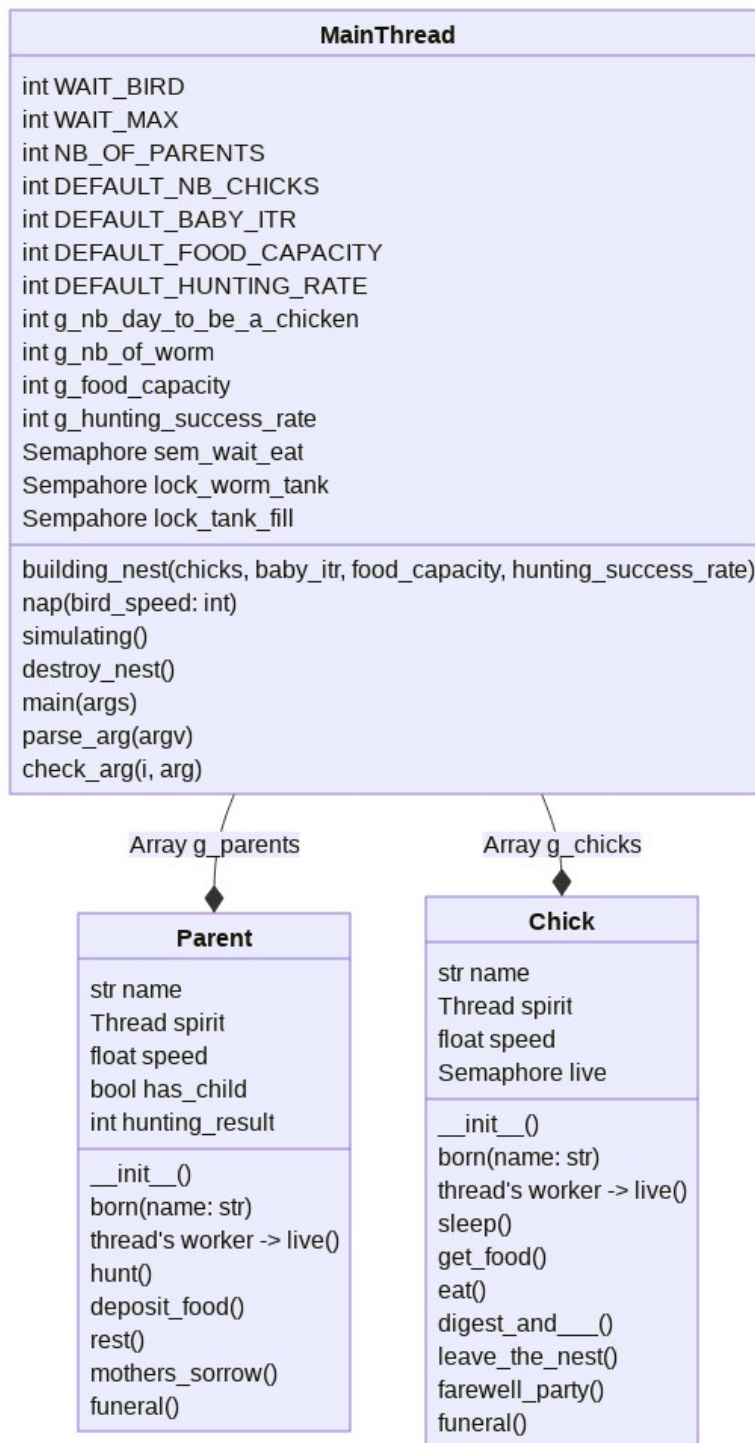 MainThread
int WAIT_BIRD
int WAIT_MAX
int NB_OF_PARENTS
int DEFAULT_NB_CHICKS
int DEFAULT_BABY_ITR
int DEFAULT_FOOD_CAPACITY
int DEFAULT_HUNTING_RATE
int g_nb_day_to_be_a_chicken
int g_nb_of_worm
int g_food_capacity
int g_hunting_success_rate
Semaphore sem_wait_eat
Sempahore lock_worm_tank
Sempahore lock_tank_fill
building_nest(chicks, baby_itr, food_capacity, hunting_success_rate)
nap(bird_speed: int)
simulating()
destroy_nest()
main(args)
parse_arg(argv)
check_arg(i, arg)
Array g_parents
Array g_chicks
Parent
str name
Thread spirit
float speed
bool has_child
int hunting_result
__init__()
born(name: str)
thread's worker -> live()
hunt()
deposit_food()
rest()
mothers_sorrow()
funeral()
Chick
str name
Thread spirit
float speed
Semaphore live
__init__()
born(name: str)
thread's worker -> live()
sleep()
get_food()
eat()
digest_and___()
leave_the_nest()
farewell_party()
funeral()